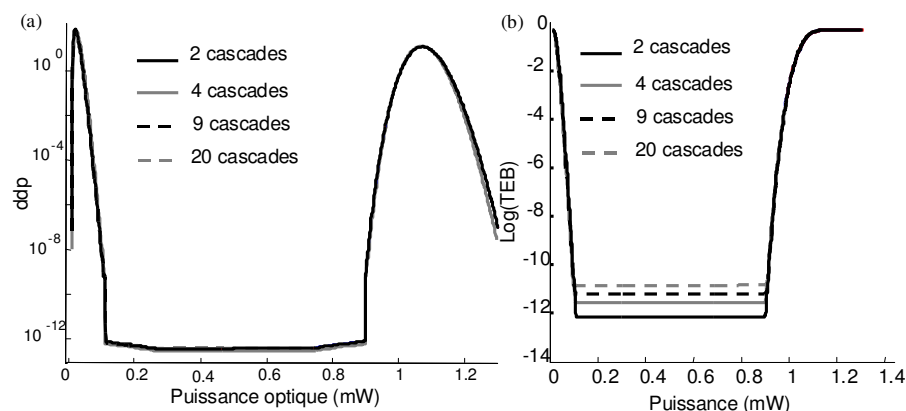 (a)
10^0
10^-4
10^-8
10^-12
ddp
2 cascades
4 cascades
9 cascades
20 cascades
0 0.2 0.4 0.6 0.8 1 1.2
Puissance optique (mW)
(b)
0
-2
-4
-6
-8
-10
-12
-14
Log(TEB)
2 cascades
4 cascades
9 cascades
20 cascades
0 0.2 0.4 0.6 0.8 1 1.2 1.4
Puissance (mW)